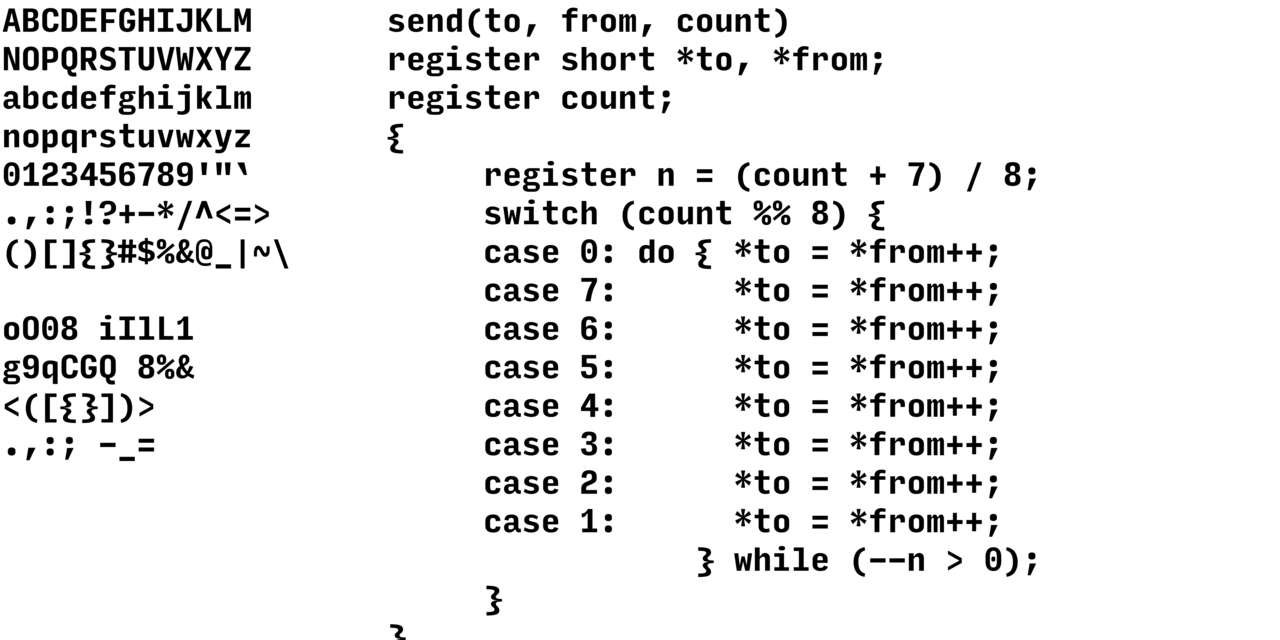 ABCDEFGHIJKLM
NOPQRSTUVWXYZ
abcdefghijklm
nopqrstuvwxyz
0123456789'"`
.,:;!?+-*/^<=>
()[]{}#$%&@_|~\
oO08 iIlL1
g9qCGQ 8%&
<([{}])>
.,:; -_=
send(to, from, count)
register short *to, *from;
register count;
{
    register n = (count + 7) / 8;
    switch (count %% 8) {
    case 0: do { *to = *from++;
    case 7:      *to = *from++;
    case 6:      *to = *from++;
    case 5:      *to = *from++;
    case 4:      *to = *from++;
    case 3:      *to = *from++;
    case 2:      *to = *from++;
    case 1:      *to = *from++;
               } while (--n > 0);
    }
}